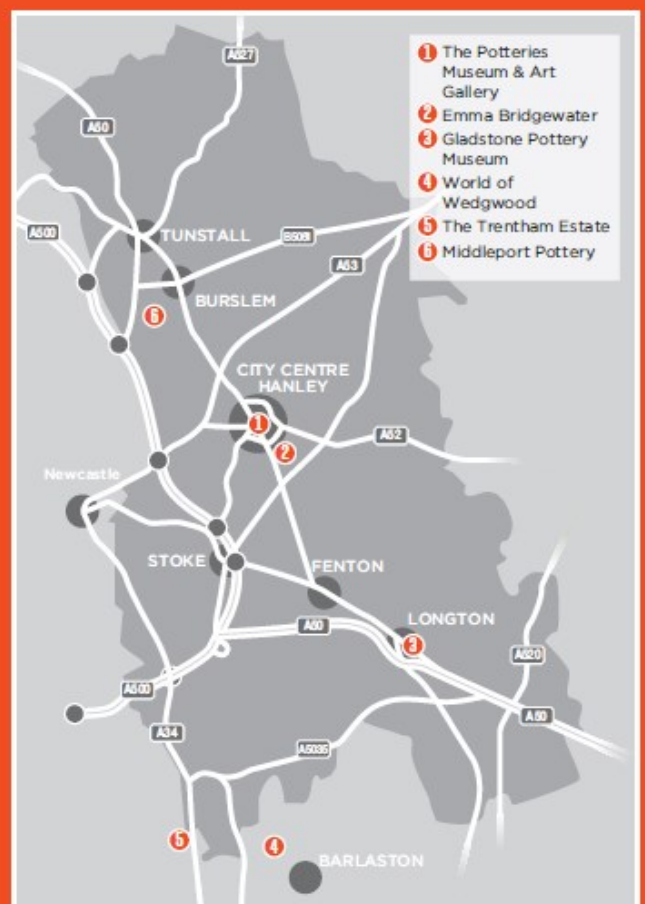 A527
1 The Potteries
Museum & Art
Gallery
2 Emma Bridgewater
3 Gladstone Pottery
Museum
4 World of
Wedgwood
5 The Trentham Estate
6 Middleport Pottery
A50
A500
TUNSTALL
A53
BURSLEM
6
CITY CENTRE
HANLEY
1
A52
2
Newcastle
STOKE
FENTON
LONGTON
A50
3
A520
A500
A50
A34
A5035
5
4
BARLASTON